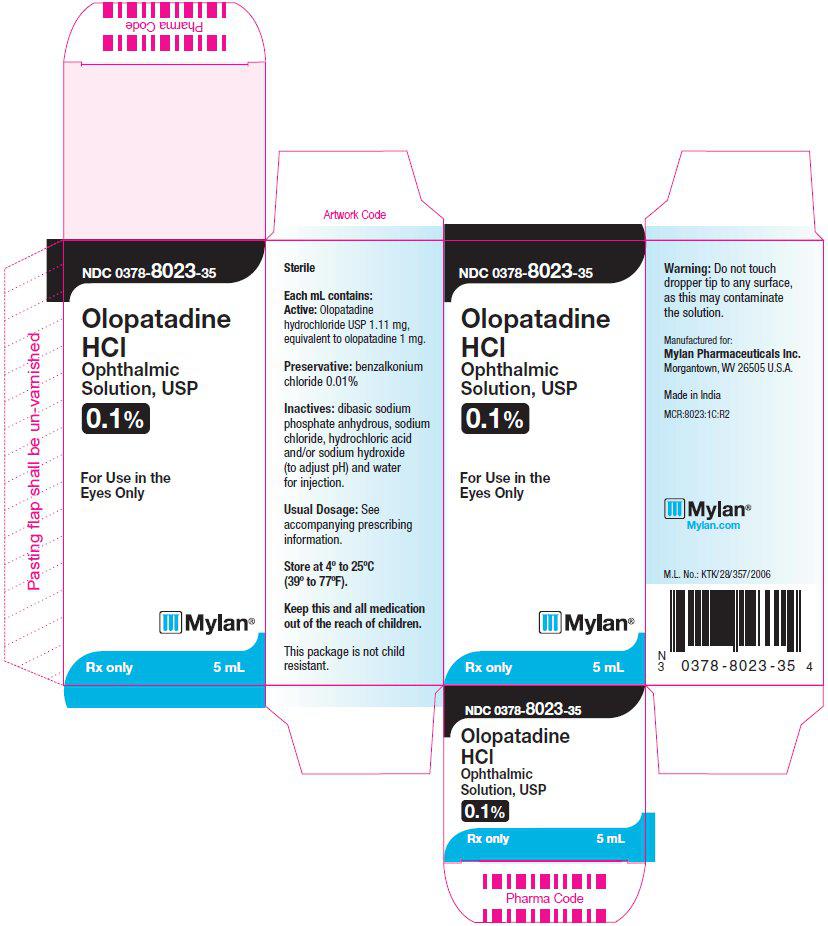 Pharma Code
Artwork Code
Pasting flap shall be un-varnished
NDC 0378-8023-35
Olopatadine
HCl
Ophthalmic
Solution, USP
0.1%
For Use in the
Eyes Only
Mylan®
Rx only 5 mL
Sterile
Each mL contains:
Active: Olopatadine
hydrochloride USP 1.11 mg,
equivalent to olopatadine 1 mg.
Preservative: benzalkonium
chloride 0.01%
Inactives: dibasic sodium
phosphate anhydrous, sodium
chloride, hydrochloric acid
and/or sodium hydroxide
(to adjust pH) and water
for injection.
Usual Dosage: See
accompanying prescribing
information.
Store at 4º to 25ºC
(39º to 77ºF).
Keep this and all medication
out of the reach of children.
This package is not child
resistant.
NDC 0378-8023-35
Olopatadine
HCl
Ophthalmic
Solution, USP
0.1%
For Use in the
Eyes Only
Mylan®
Rx only 5 mL
Warning: Do not touch
dropper tip to any surface,
as this may contaminate
the solution.
Manufactured for:
Mylan Pharmaceuticals Inc.
Morgantown, WV 26505 U.S.A.
Made in India
MCR:8023:1C:R2
Mylan®
Mylan.com
M.L. No.: KTK/28/357/2006
N
3 0378-8023-35 4
NDC 0378-8023-35
Olopatadine
HCl
Ophthalmic
Solution, USP
0.1%
Rx only 5 mL
Pharma Code